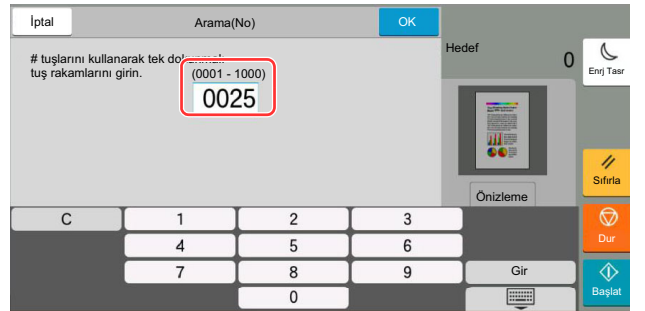 İptal
Arama(No)
OK
# tuşlarını kullanarak tek dokunmalı
tuş rakamlarını girin.
(0001 - 1000)
0025
Hedef
0
Enrj Tasr
Önizleme
Sıfırla
Dur
Başlat
C
1
2
3
4
5
6
7
8
9
0
Gir